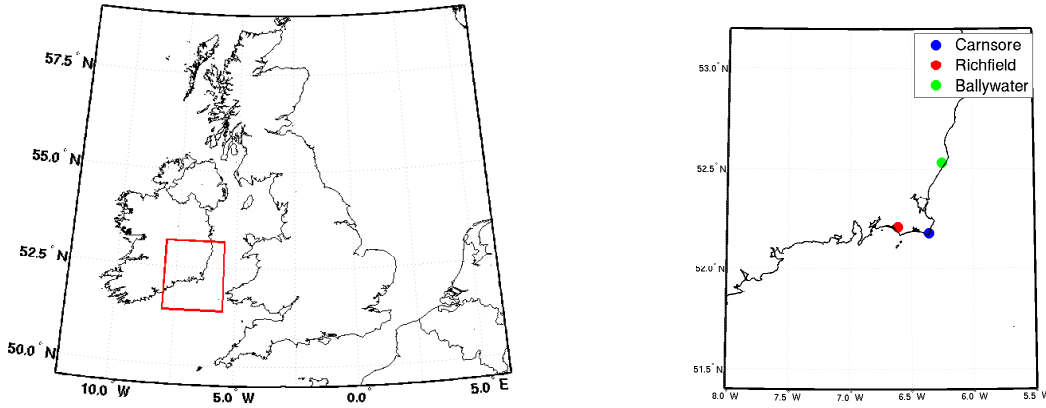 57.5 ° N
55.0 ° N
52.5 ° N
50.0 ° N
10.0 ° W
5.0 ° W
0.0 °
5.0 ° E
Carnsore
Richfield
Ballywater
53.0 ° N
52.5 ° N
52.0 ° N
51.5 ° N
8.0 ° W
7.5 ° W
7.0 ° W
6.5 ° W
6.0 ° W
5.5 ° W